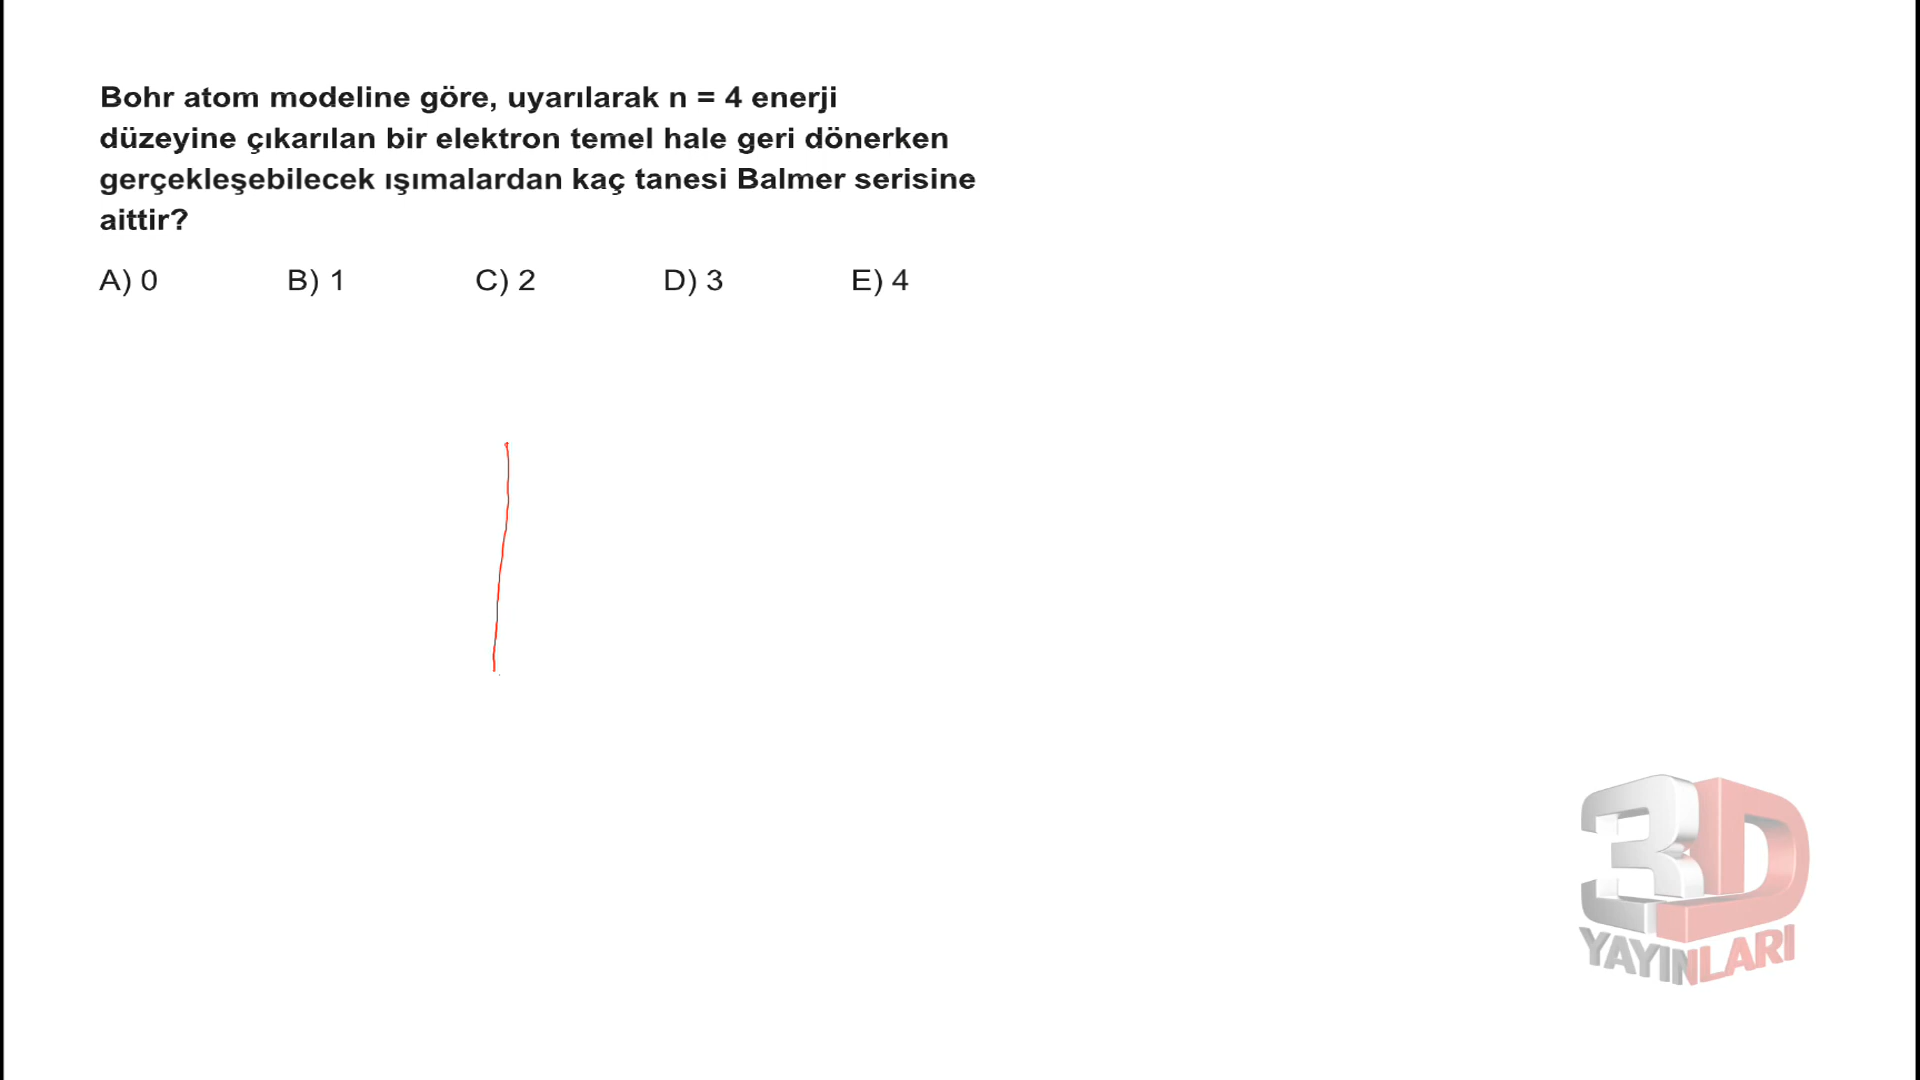 Bohr atom modeline göre, uyarılarak n = 4 enerji
düzeyine çıkarılan bir elektron temel hale geri dönerken
gerçekleşebilecek ışımalardan kaç tanesi Balmer serisine
aittir?
A) 0 B) 1 C) 2 D) 3 E) 4
3D
YAYINLARI